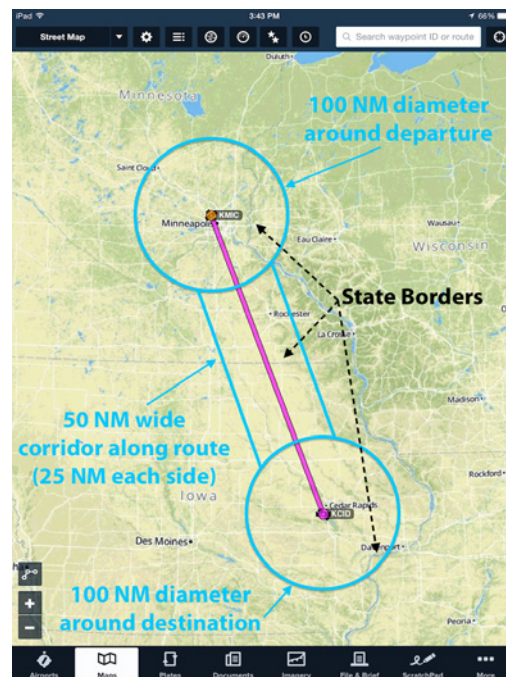 iPad
3:43 PM
66%
Street Map
Search waypoint ID or route
Duluth
Minnesota
100 NM diameter
around departure
Saint Cloud
KMIC
Minneapolis
Eau Claire
Wausau
Wisconsin
State Borders
Rochester
La Crosse
Madison
50 NM wide
corridor along route
(25 NM each side)
Rockford
Iowa
Cedar Rapids
KCID
Des Moines
Davenport
100 NM diameter
around destination
Peoria
Airports
Maps
Plates
Documents
Imagery
File & Brief
ScratchPad
More